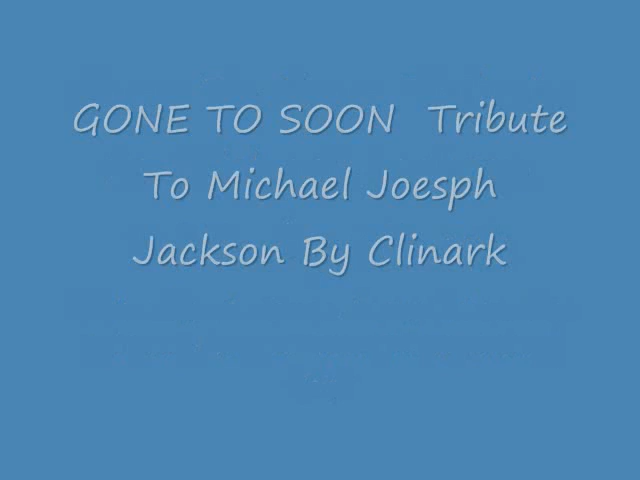 GONE TO SOON Tribute
To Michael Joesph
Jackson By Clinark